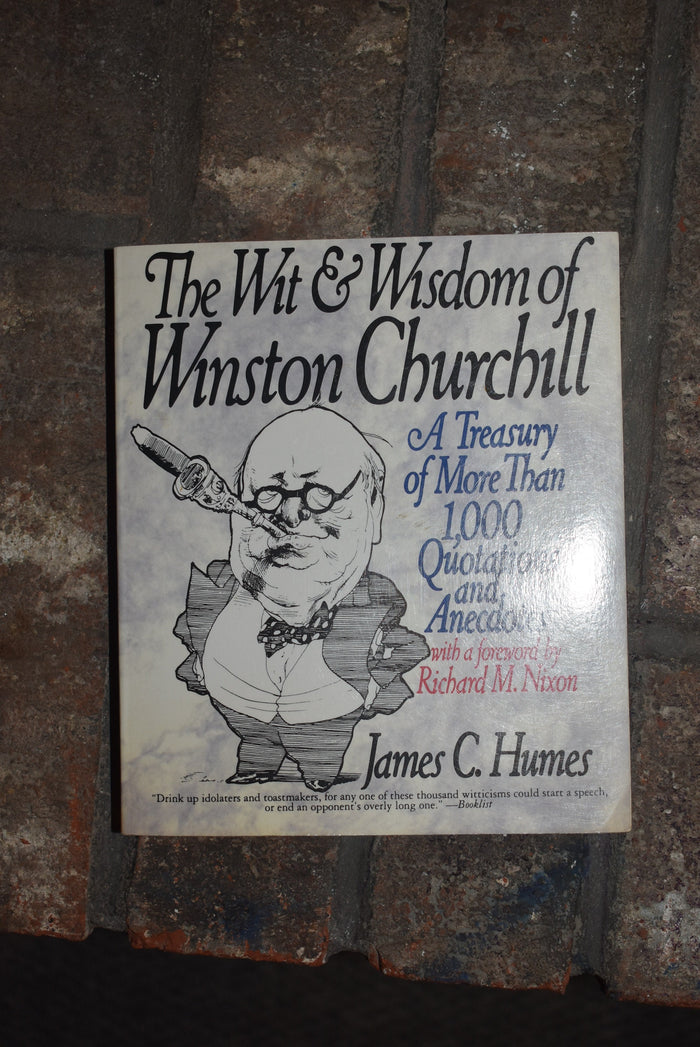 The Wit & Wisdom of
Winston Churchill
A Treasury
of More Than
1,000
Quotations
and
Anecdotes
with a foreword by
Richard M. Nixon
James C. Humes
"Drink up idolaters and toastmakers, for any one of these thousand witticisms could start a speech,
or end an opponent's overly long one." —Booklist